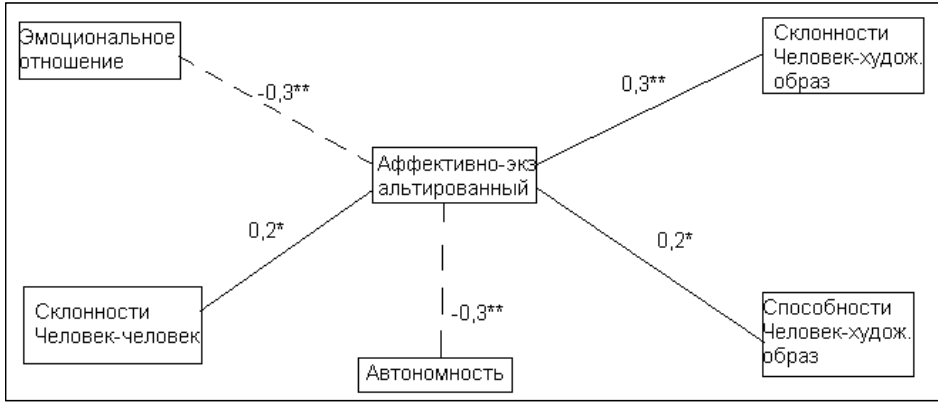 Эмоциональное
отношение
Склонности
Человек-худож.
образ
-0,3**
0,3**
Аффективно-экз
альтированный
0,2*
0,2*
Склонности
Человек-человек
-0,3**
Способности
Человек-худож.
образ
Автономность